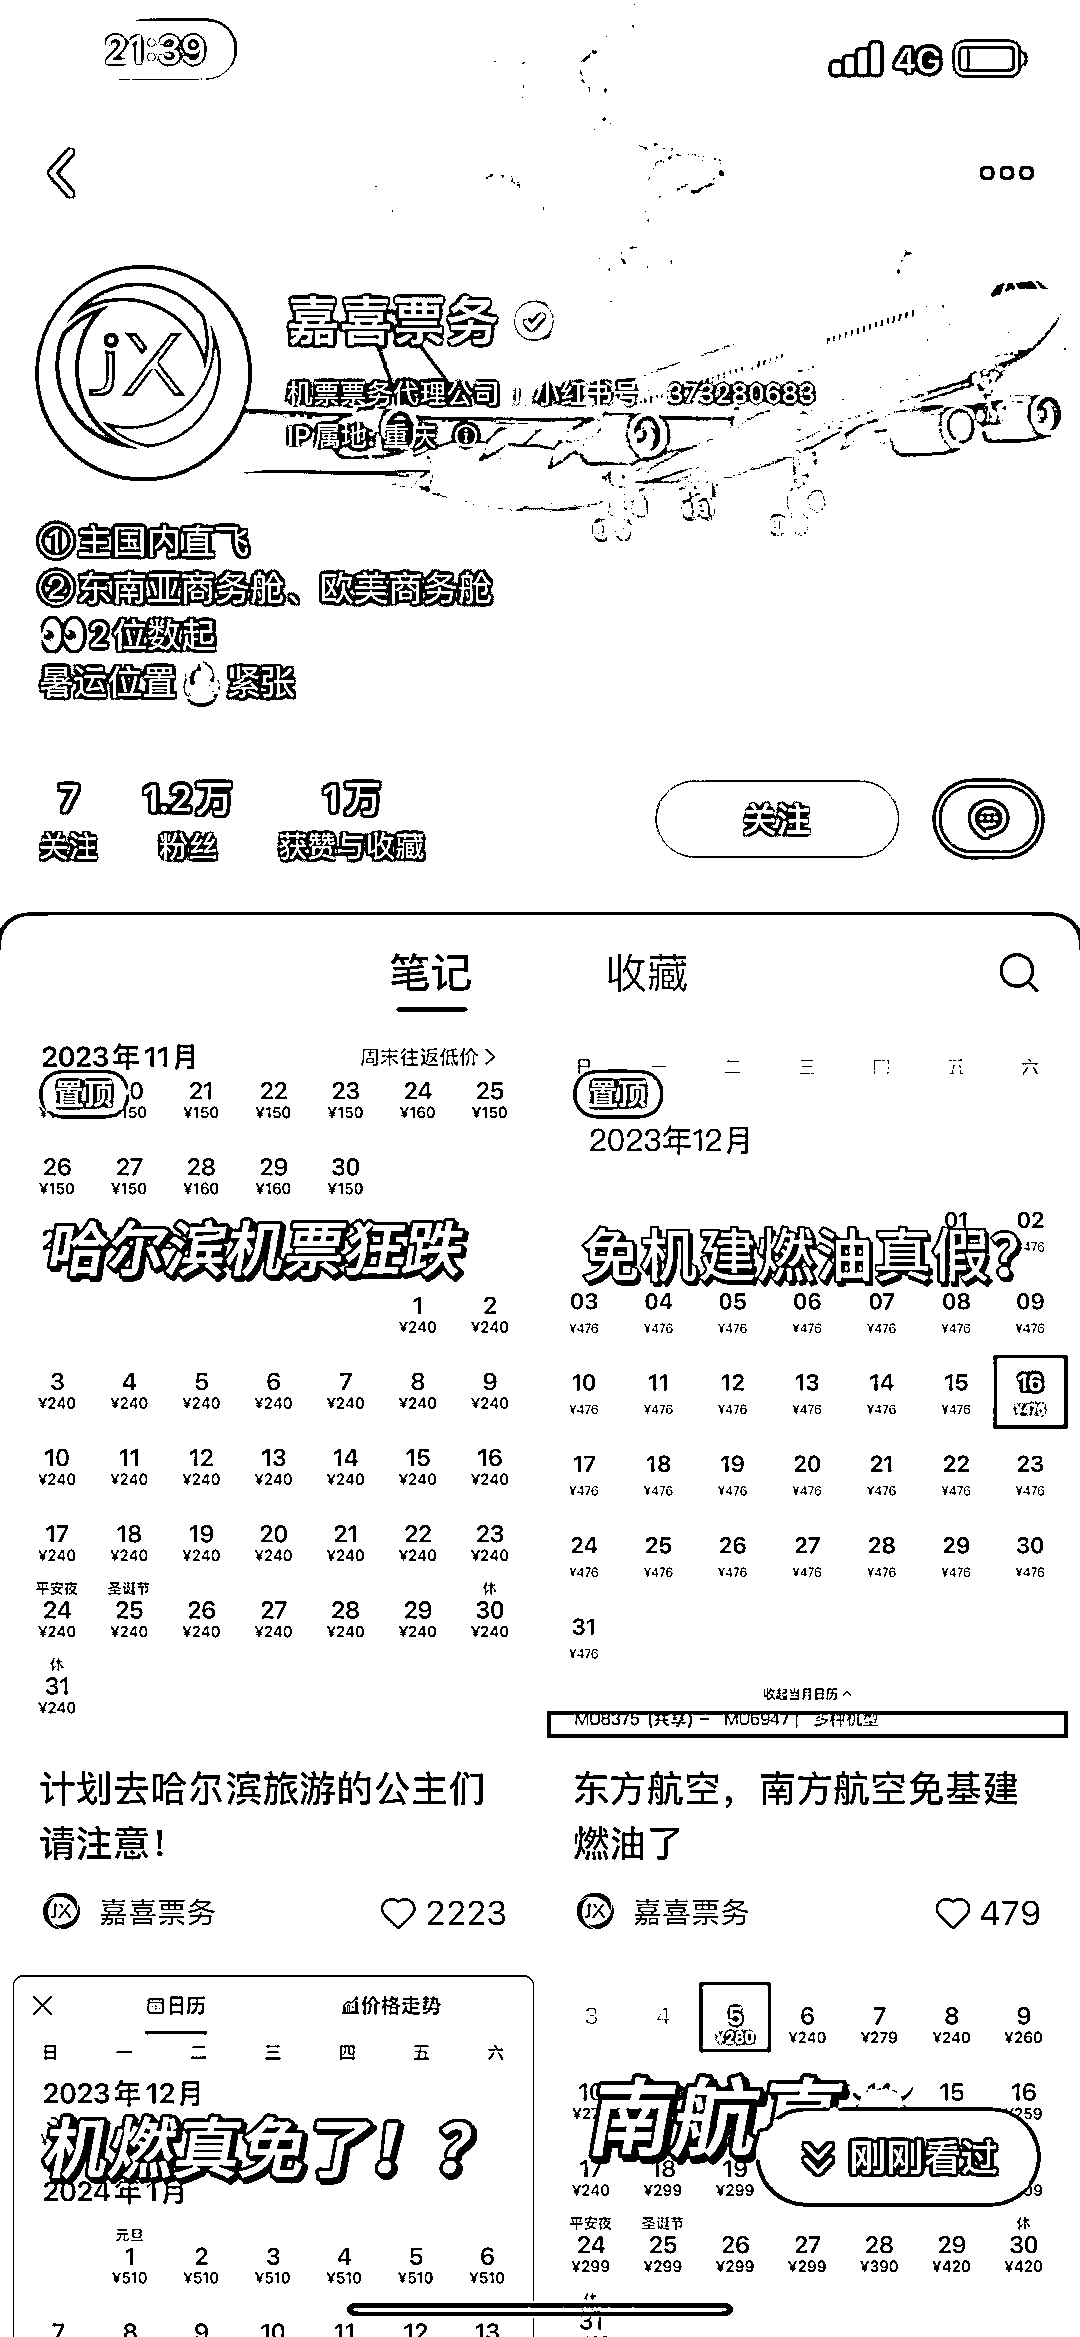 21:39
4G
jX
嘉喜票务
机票票务代理公司
小红书号
373280683
IP属地:重庆
①主国内直飞
②东南亚商务舱、欧美商务舱
👀2位数起
暑运位置🔥紧张
7 1.2万 1万
关注 粉丝 获赞与收藏
关注
笔记 收藏
2023年11月 周末往返低价 >
置顶 21 22 23 24 25
¥150 ¥150 ¥150 ¥160 ¥150
26 27 28 29 30
¥150 ¥150 ¥160 ¥160 ¥150
哈尔滨机票狂跌
1 2
¥240 ¥240
3 4 5 6 7 8 9
¥240 ¥240 ¥240 ¥240 ¥240 ¥240 ¥240
10 11 12 13 14 15 16
¥240 ¥240 ¥240 ¥240 ¥240 ¥240 ¥240
17 18 19 20 21 22 23
¥240 ¥240 ¥240 ¥240 ¥240 ¥240 ¥240
平安夜 圣诞节 休
24 25 26 27 28 29 30
¥240 ¥240 ¥240 ¥240 ¥240 ¥240 ¥240
休
31
¥240
计划去哈尔滨旅游的公主们
请注意！
JX 嘉喜票务 2223
日 一 二 三 四 五 六
置顶
2023年12月
01 02
免机建燃油真假?
03 04 05 06 07 08 09
¥476 ¥476 ¥476 ¥476 ¥476 ¥476 ¥476
10 11 12 13 14 15 16
¥476 ¥476 ¥476 ¥476 ¥476 ¥476 ¥476
17 18 19 20 21 22 23
¥476 ¥476 ¥476 ¥476 ¥476 ¥476 ¥476
24 25 26 27 28 29 30
¥476 ¥476 ¥476 ¥476 ¥476 ¥476 ¥476
31
¥476
收起当月日历
MU8375 (共享) - MU6947 | 多种机型
东方航空，南方航空免基建
燃油了
JX 嘉喜票务 479
日历 价格走势
日 一 二 三 四 五 六
2023年12月
机燃真免了！？
2024年1月
元旦
1 2 3 4 5 6
¥510 ¥510 ¥510 ¥510 ¥510 ¥510
7 8 9 10 11 12 13
3 4 5 6 7 8 9
¥280 ¥240 ¥279 ¥240 ¥260
15 16
南航
刚刚看过
17 18 19
¥240 ¥299 ¥299
平安夜 圣诞节 休
24 25 26 27 28 29 30
¥299 ¥299 ¥299 ¥299 ¥390 ¥420 ¥420
31